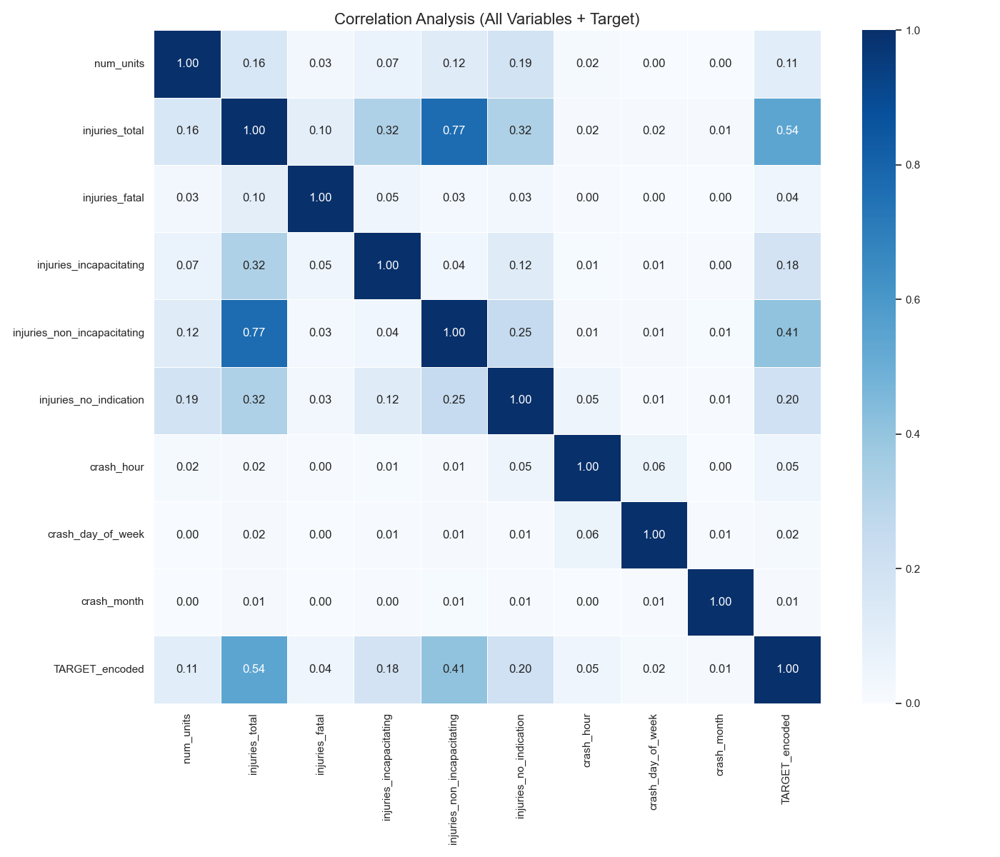 Correlation Analysis (All Variables + Target)
num_units 1.00 0.16 0.03 0.07 0.12 0.19 0.02 0.00 0.00 0.11
injuries_total 0.16 1.00 0.10 0.32 0.77 0.32 0.02 0.02 0.01 0.54
injuries_fatal 0.03 0.10 1.00 0.05 0.03 0.03 0.00 0.00 0.00 0.04
injuries_incapacitating 0.07 0.32 0.05 1.00 0.04 0.12 0.01 0.01 0.00 0.18
injuries_non_incapacitating 0.12 0.77 0.03 0.04 1.00 0.25 0.01 0.01 0.01 0.41
injuries_no_indication 0.19 0.32 0.03 0.12 0.25 1.00 0.05 0.01 0.01 0.20
crash_hour 0.02 0.02 0.00 0.01 0.01 0.05 1.00 0.06 0.00 0.05
crash_day_of_week 0.00 0.02 0.00 0.01 0.01 0.01 0.06 1.00 0.01 0.02
crash_month 0.00 0.01 0.00 0.00 0.01 0.01 0.00 0.01 1.00 0.01
TARGET_encoded 0.11 0.54 0.04 0.18 0.41 0.20 0.05 0.02 0.01 1.00
num_units
injuries_total
injuries_fatal
injuries_incapacitating
injuries_non_incapacitating
injuries_no_indication
crash_hour
crash_day_of_week
crash_month
TARGET_encoded
1.0
0.8
0.6
0.4
0.2
0.0